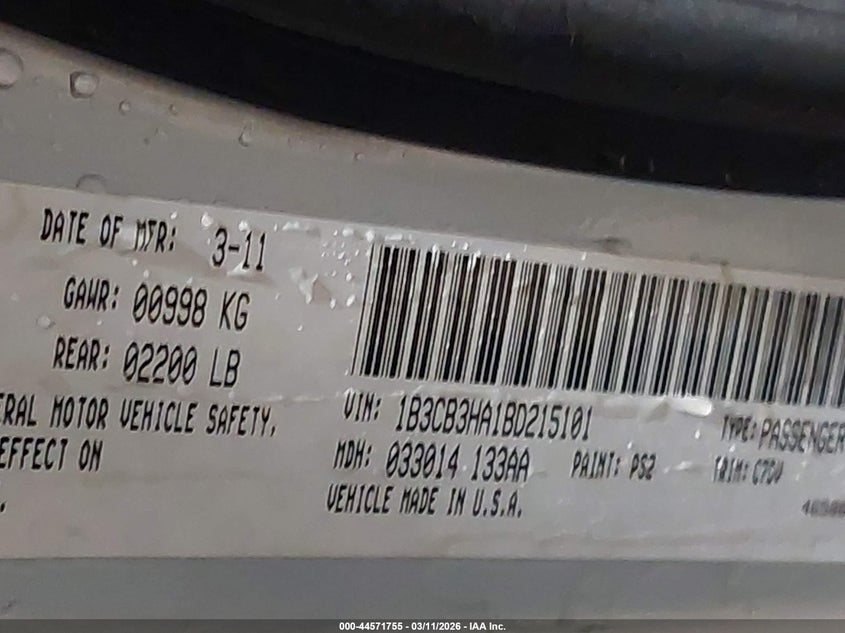 DATE OF MFR: 3-11
GAWR: 00998 KG
REAR: 02200 LB
ERAL MOTOR VEHICLE SAFETY,
EFFECT ON
VIN: 1B3CB3HA1BD215101
TYPE: PASSENGER
MDH: 033014 133AA
PAINT: PS2
TRIM: C7DV
VEHICLE MADE IN U.S.A.
000-44571755 - 03/11/2026 - IAA Inc.